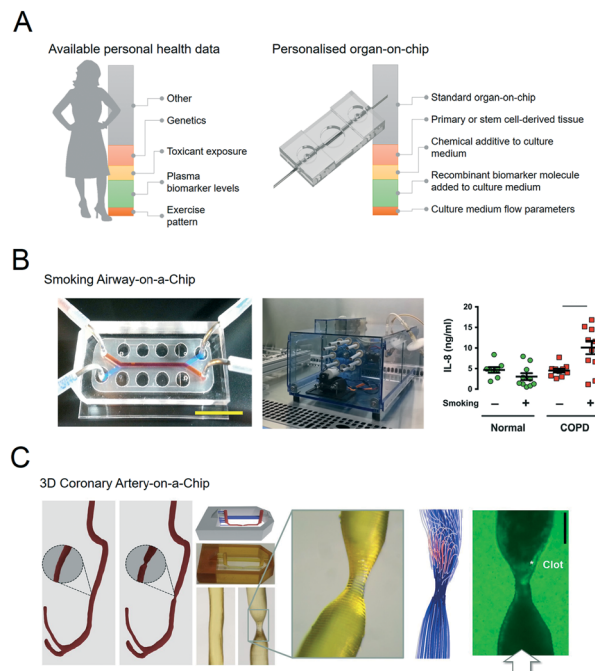 A
Available personal health data
Other
Genetics
Toxicant exposure
Plasma
biomarker levels
Exercise
pattern
Personalised organ-on-chip
Standard organ-on-chip
Primary or stem cell-derived tissue
Chemical additive to culture
medium
Recombinant biomarker molecule
added to culture medium
Culture medium flow parameters
B
Smoking Airway-on-a-Chip
IL-8 (ng/ml)
20
15
10
5
0
Smoking
– + – +
Normal COPD
C
3D Coronary Artery-on-a-Chip
* Clot